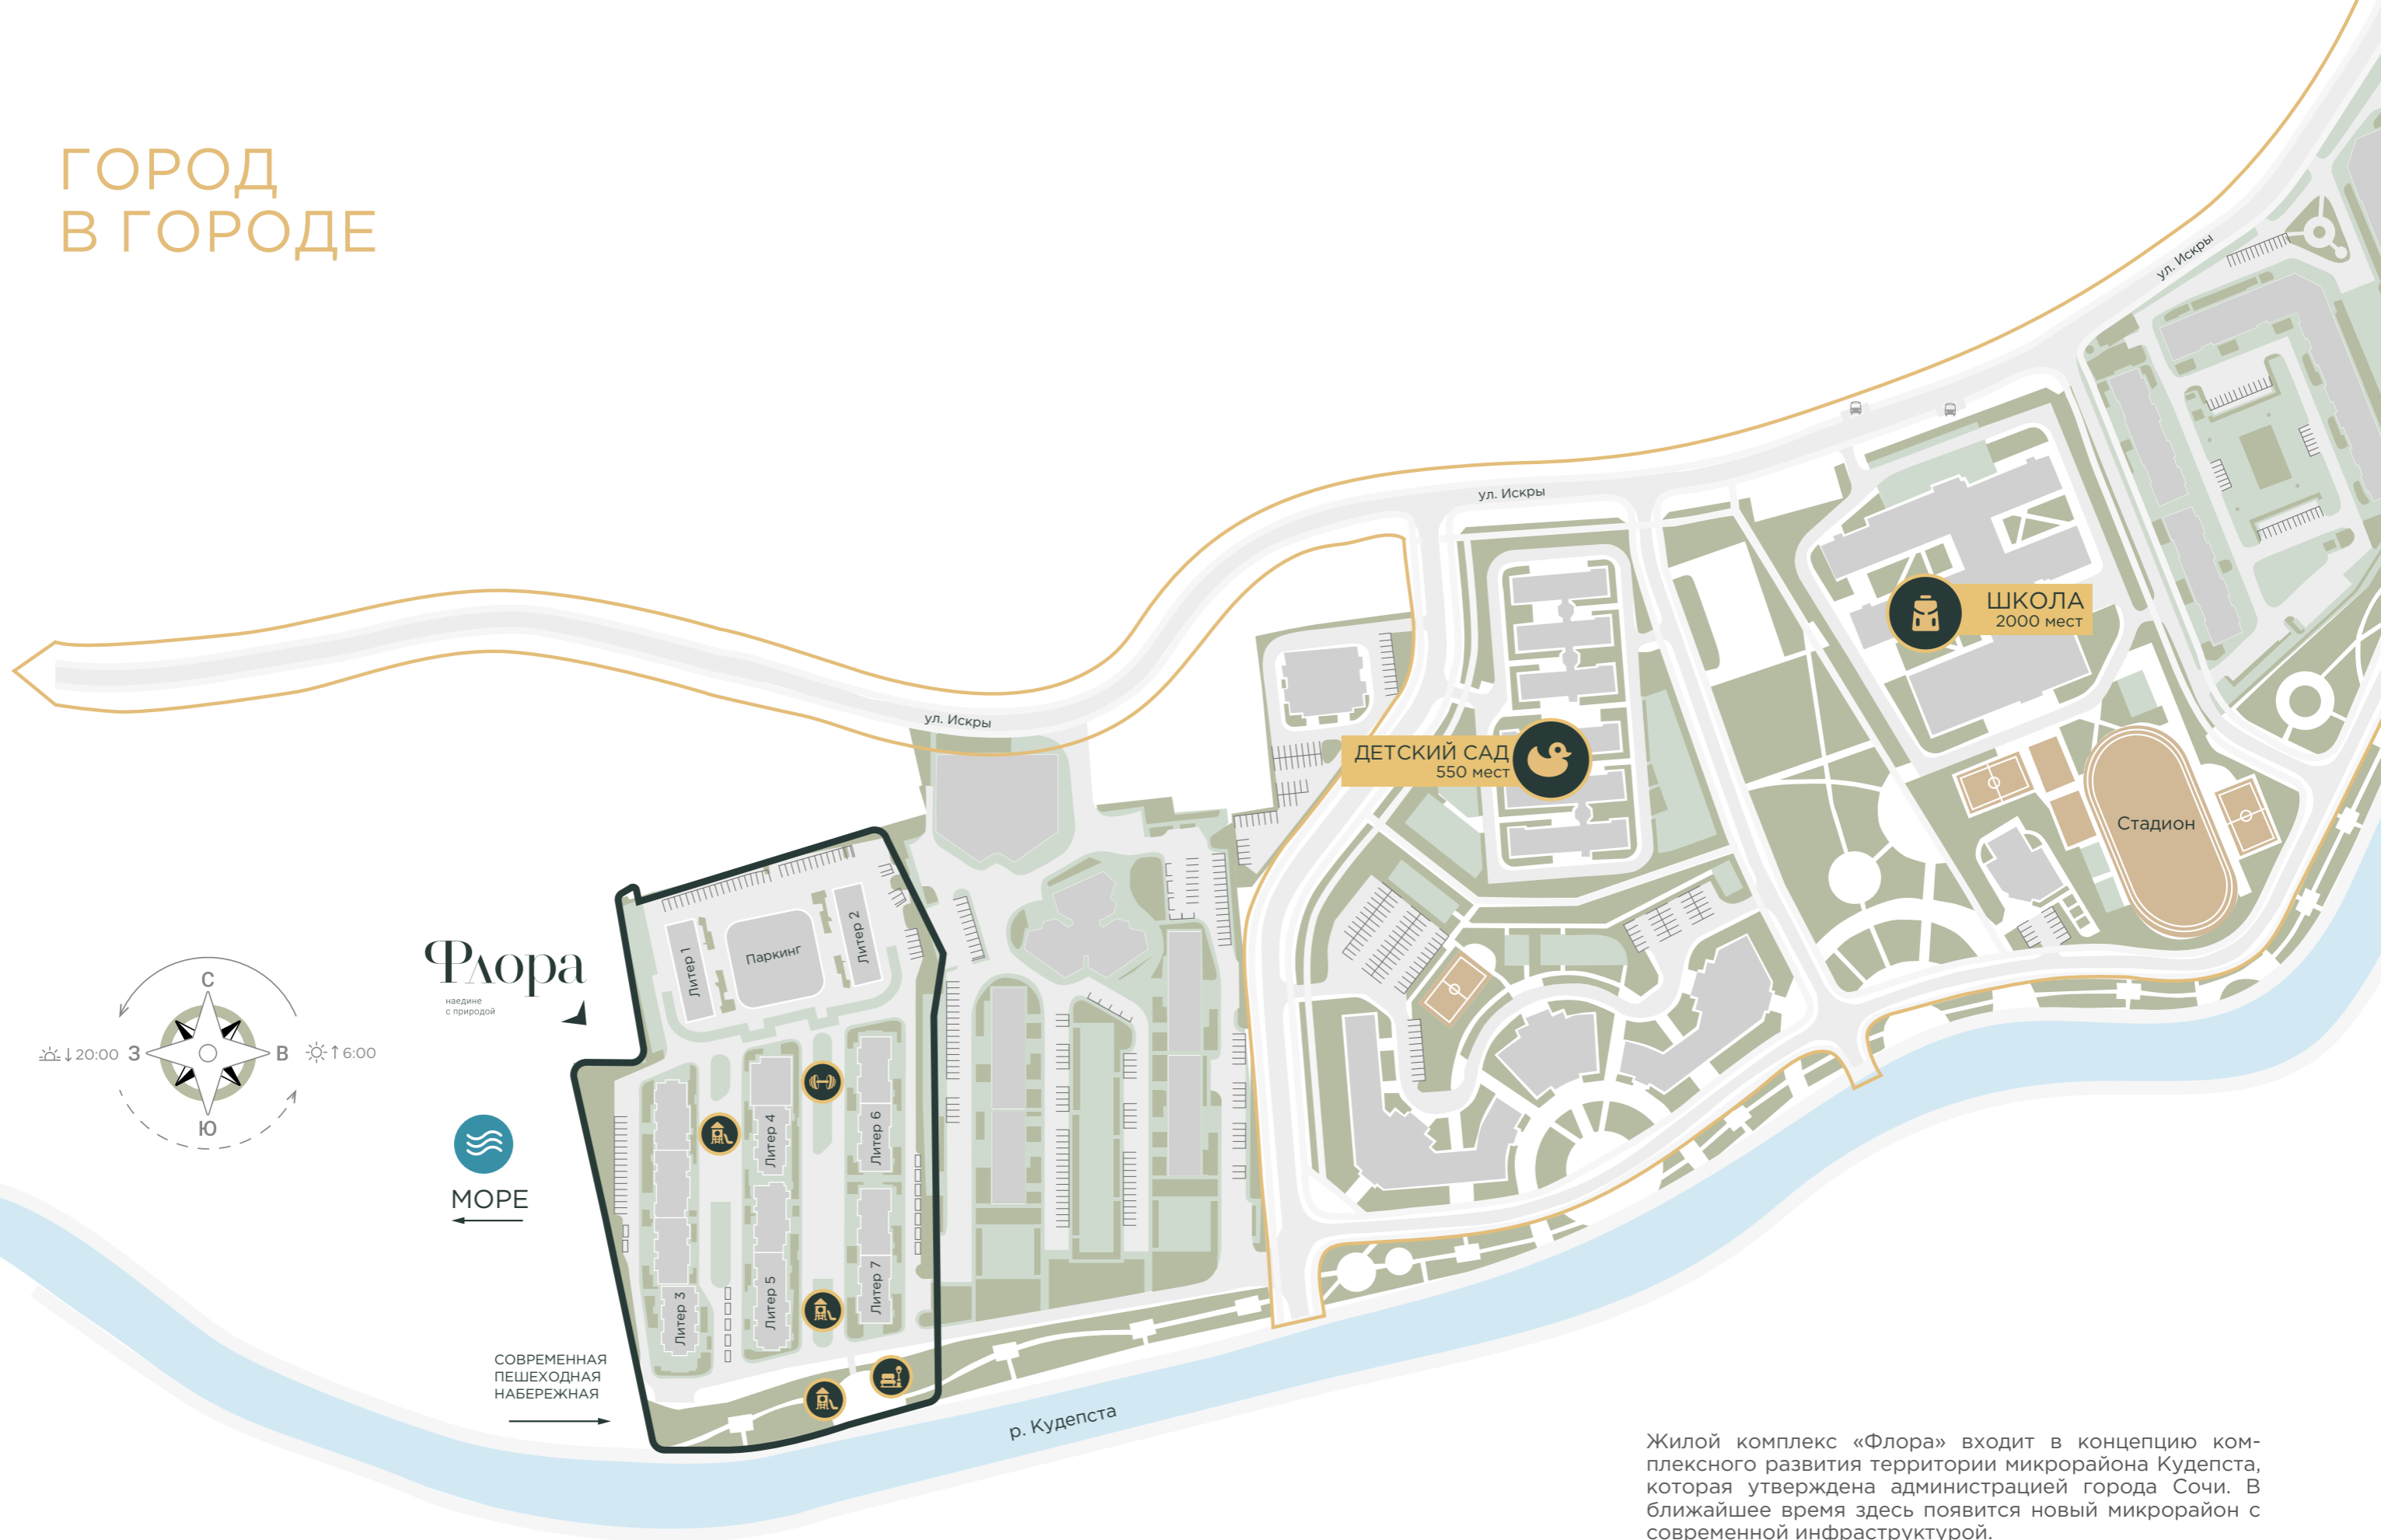 ГОРОД
В ГОРОДЕ
ул. Искры
ул. Искры
ул. Искры
ШКОЛА
2000 мест
ДЕТСКИЙ САД
550 мест
Стадион
Флора
наедине
с природой
Литер 1
Паркинг
Литер 2
С
З
В
Ю
20:00
6:00
МОРЕ
Литер 4
Литер 6
Литер 3
Литер 5
Литер 7
СОВРЕМЕННАЯ
ПЕШЕХОДНАЯ
НАБЕРЕЖНАЯ
р. Кудепста
Жилой комплекс «Флора» входит в концепцию ком-
плексного развития территории микрорайона Кудепста,
которая утверждена администрацией города Сочи. В
ближайшее время здесь появится новый микрорайон с
современной инфраструктурой.